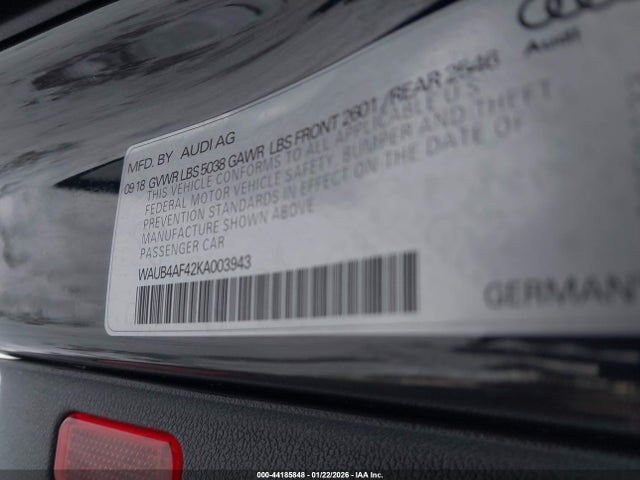 Audi
MFD. BY AUDI AG
09 18 GVWR LBS 5038 GAWR LBS FRONT 2601 / REAR 2546
THIS VEHICLE CONFORMS TO ALL APPLICABLE U.S.
FEDERAL MOTOR VEHICLE SAFETY, BUMPER AND THEFT
PREVENTION STANDARDS IN EFFECT ON THE DATE OF
MANUFACTURE SHOWN ABOVE
PASSENGER CAR
WAUB4AF42KA003943
GERMANY
000-44185848 - 01/22/2026 - IAA Inc.